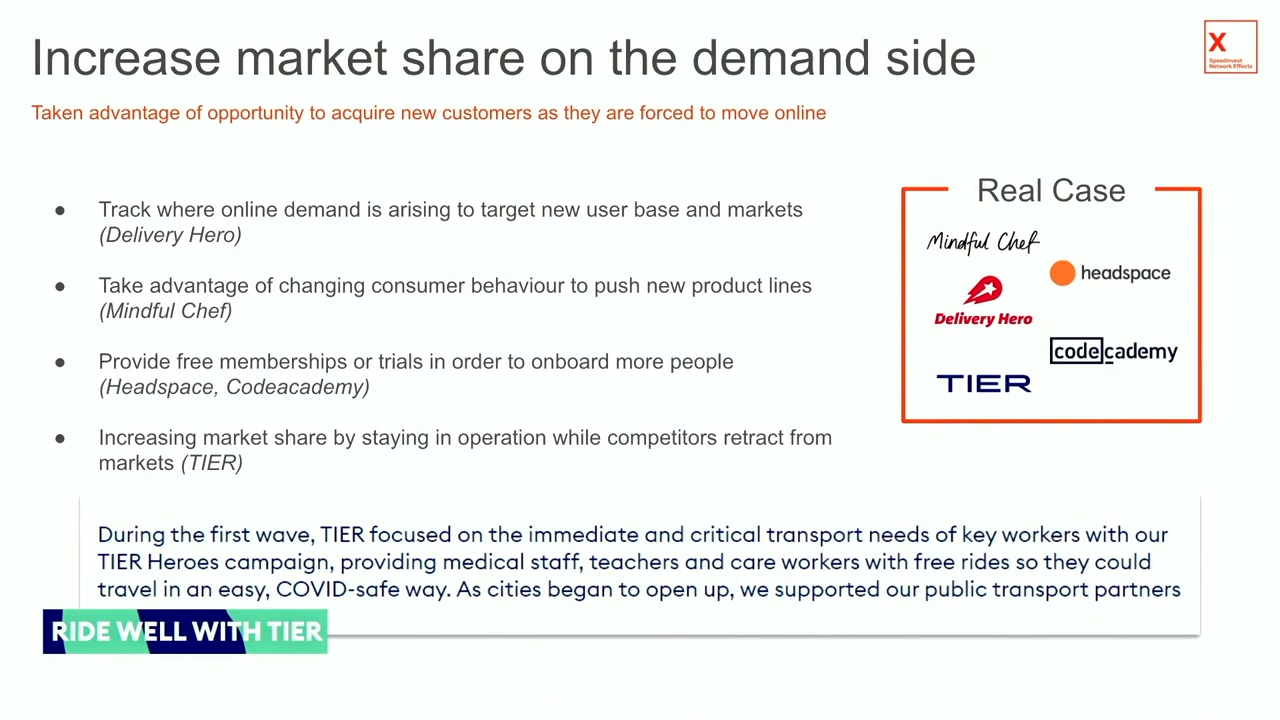 Increase market share on the demand side
X
Speedinvest
Network Effects
Taken advantage of opportunity to acquire new customers as they are forced to move online
● Track where online demand is arising to target new user base and markets
(Delivery Hero)
● Take advantage of changing consumer behaviour to push new product lines
(Mindful Chef)
● Provide free memberships or trials in order to onboard more people
(Headspace, Codeacademy)
● Increasing market share by staying in operation while competitors retract from
markets (TIER)
Real Case
Mindful Chef
headspace
Delivery Hero
codecademy
TIER
During the first wave, TIER focused on the immediate and critical transport needs of key workers with our
TIER Heroes campaign, providing medical staff, teachers and care workers with free rides so they could
travel in an easy, COVID-safe way. As cities began to open up, we supported our public transport partners
RIDE WELL WITH TIER